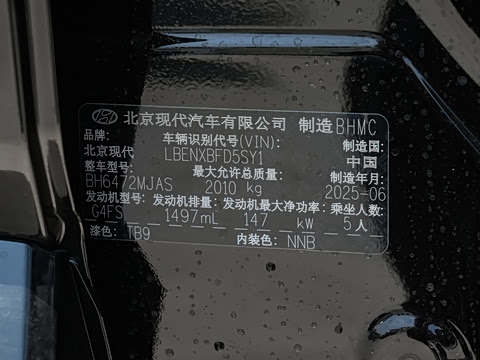 北京现代汽车有限公司 制造 BHMC
品牌: 车辆识别代号(VIN): 制造国:
北京现代 LBENXBFD5SY1 中国
整车型号: 最大允许总质量: 制造年月:
BH6472MJAS 2010 kg 2025-06
发动机型号: 发动机排量: 发动机最大净功率: 乘坐人数:
G4FS 1497mL 147 kW 5人
漆色: TB9 内装色: NNB